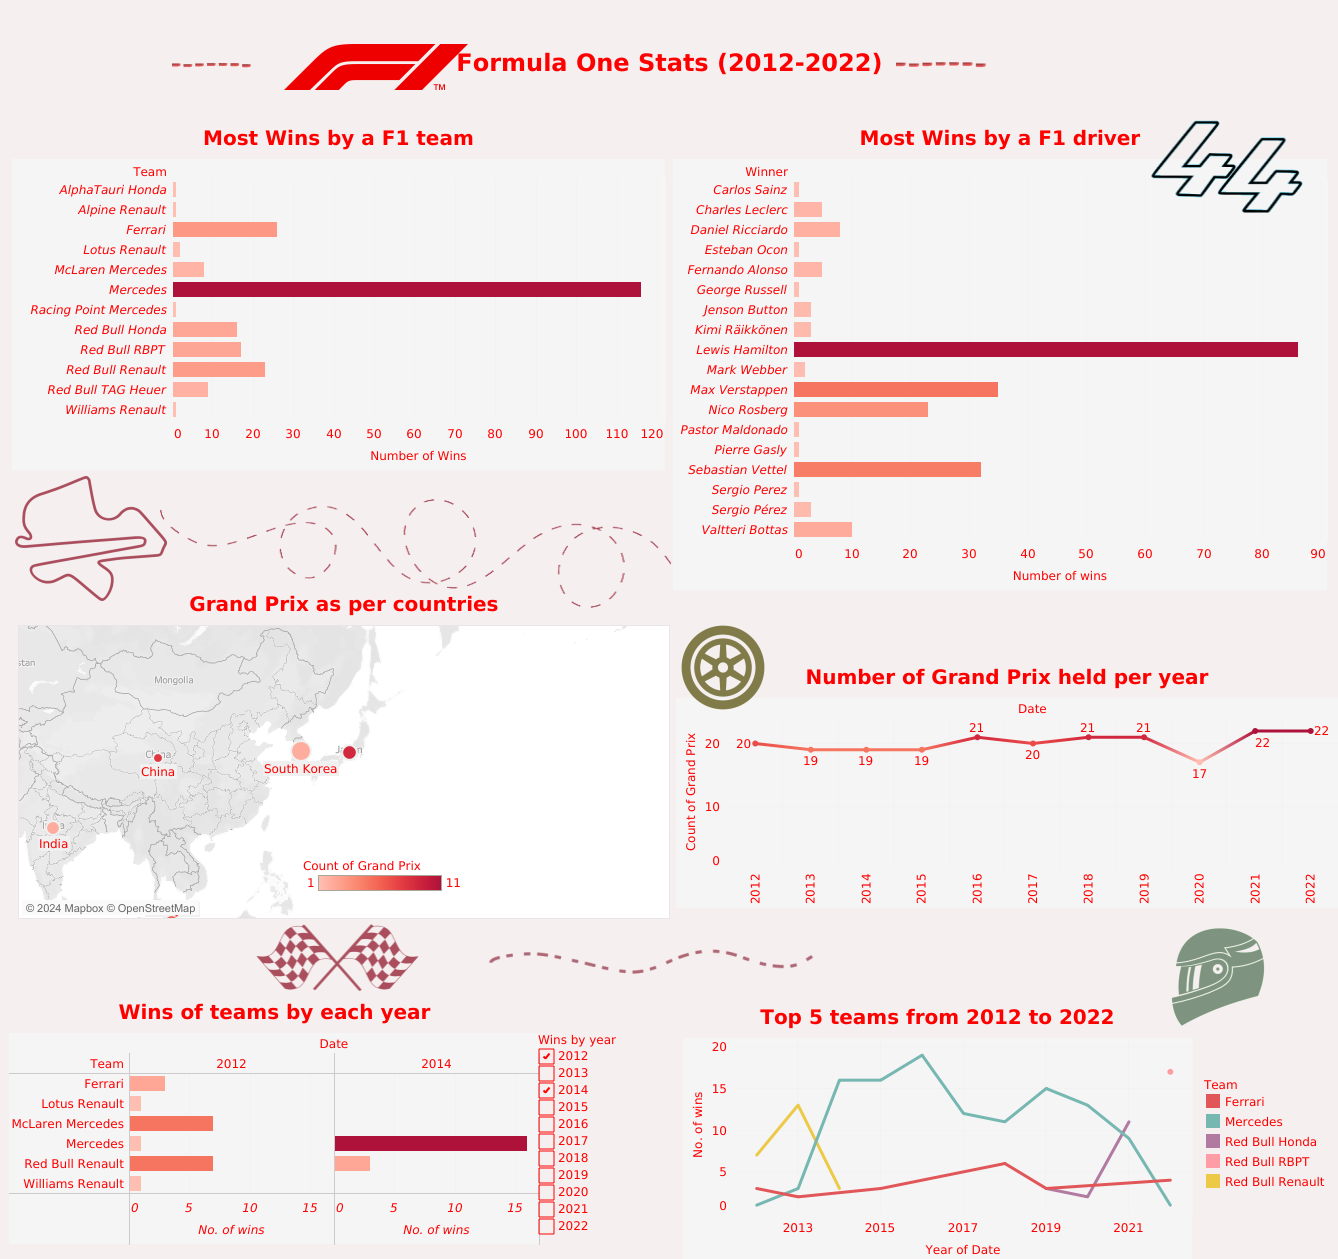 Formula One Stats (2012-2022)
TM
Most Wins by a F1 team
Team
AlphaTauri Honda
Alpine Renault
Ferrari
Lotus Renault
McLaren Mercedes
Mercedes
Racing Point Mercedes
Red Bull Honda
Red Bull RBPT
Red Bull Renault
Red Bull TAG Heuer
Williams Renault
0 10 20 30 40 50 60 70 80 90 100 110 120
Number of Wins
Most Wins by a F1 driver
44
Winner
Carlos Sainz
Charles Leclerc
Daniel Ricciardo
Esteban Ocon
Fernando Alonso
George Russell
Jenson Button
Kimi Räikkönen
Lewis Hamilton
Mark Webber
Max Verstappen
Nico Rosberg
Pastor Maldonado
Pierre Gasly
Sebastian Vettel
Sergio Perez
Sergio Pérez
Valtteri Bottas
0 10 20 30 40 50 60 70 80 90
Number of wins
Grand Prix as per countries
stan
Mongolia
China
China
South Korea
India
Count of Grand Prix
1 11
© 2024 Mapbox © OpenStreetMap
Number of Grand Prix held per year
Date
Count of Grand Prix
20
10
0
20 19 19 19 21 20 21 21 17 22 22
2012 2013 2014 2015 2016 2017 2018 2019 2020 2021 2022
Wins of teams by each year
Date
Team 2012 2014
Ferrari
Lotus Renault
McLaren Mercedes
Mercedes
Red Bull Renault
Williams Renault
0 5 10 15 0 5 10 15
No. of wins No. of wins
Wins by year
2012
2013
2014
2015
2016
2017
2018
2019
2020
2021
2022
Top 5 teams from 2012 to 2022
No. of wins
20
15
10
5
0
2013 2015 2017 2019 2021
Year of Date
Team
Ferrari
Mercedes
Red Bull Honda
Red Bull RBPT
Red Bull Renault